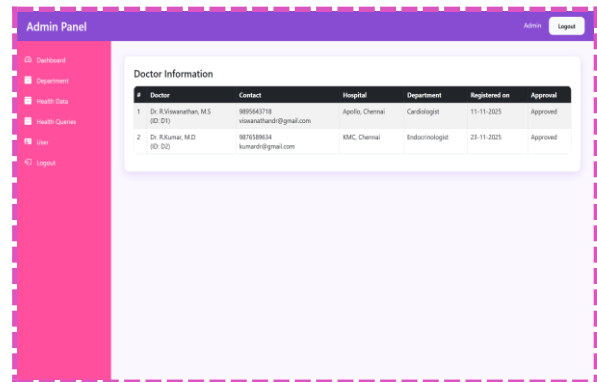 Admin Panel
Admin
Logout
Dashboard
Department
Health Data
Health Queries
User
Logout
Doctor Information
# Doctor Contact Hospital Department Registered on Approval
1 Dr. R.Viswanathan, M.S 9895643718 Apollo, Chennai Cardiologist 11-11-2025 Approved
(ID: D1) viswanathandr@gmail.com
2 Dr. R.Kumar, M.D 9876589634 KMC, Chennai Endocrinologist 23-11-2025 Approved
(ID: D2) kumardr@gmail.com